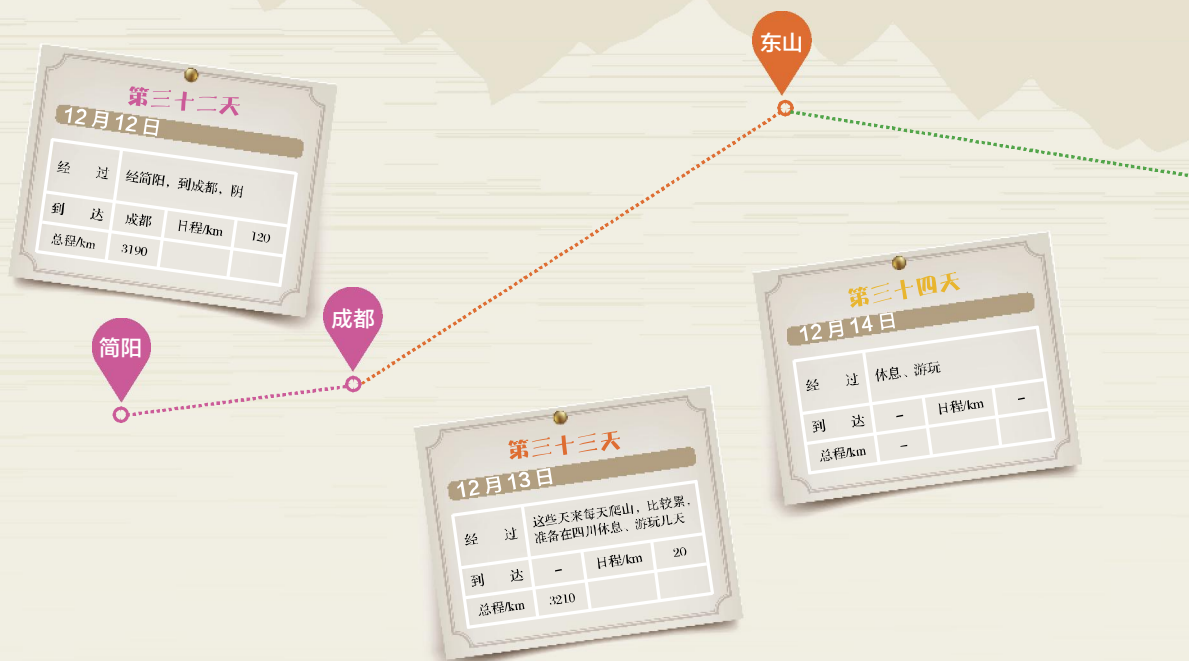 东山
第三十二天
12月12日
经 过 经简阳，到成都，阴
到 达 成都 日程/km 120
总程/km 3190
简阳
成都
第三十三天
12月13日
经 过 这些天来每天爬山，比较累，
准备在四川休息、游玩几天
到 达 - 日程/km 20
总程/km 3210
第三十四天
12月14日
经 过 休息、游玩
到 达 - 日程/km -
总程/km -